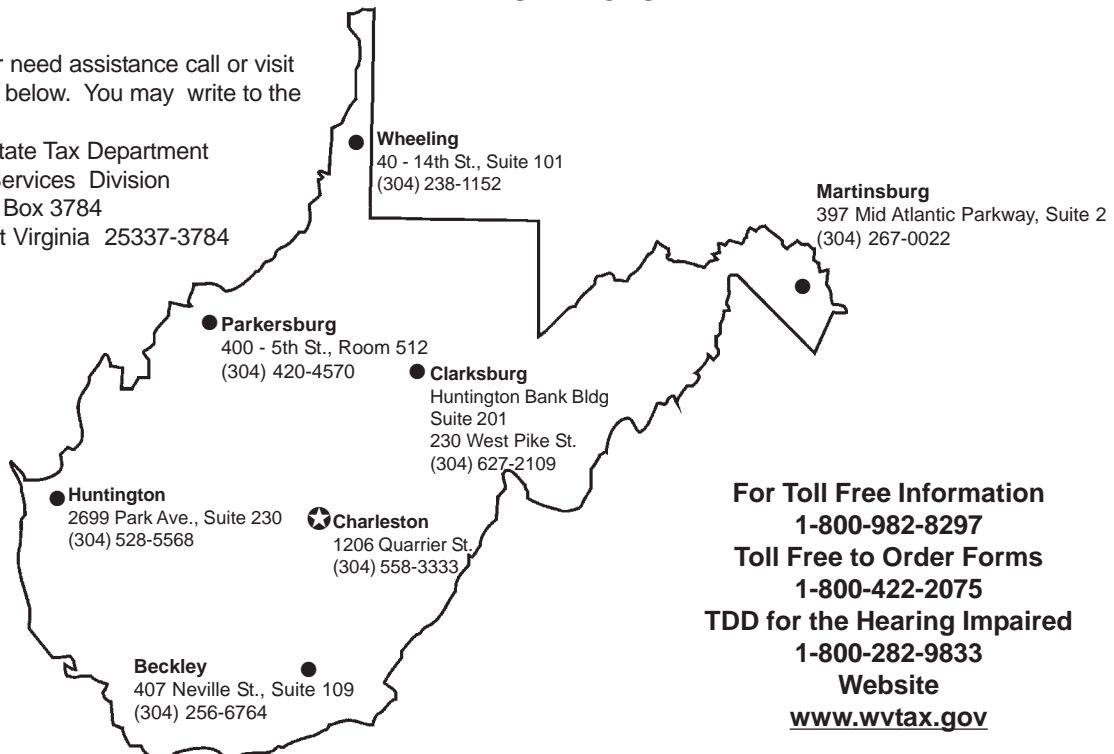 r need assistance call or visit
below. You may write to the
tate Tax Department
Services Division
Box 3784
t Virginia 25337-3784
Wheeling
40 - 14th St., Suite 101
(304) 238-1152
Martinsburg
397 Mid Atlantic Parkway, Suite 2
(304) 267-0022
Parkersburg
400 - 5th St., Room 512
(304) 420-4570
Clarksburg
Huntington Bank Bldg
Suite 201
230 West Pike St.
(304) 627-2109
Huntington
2699 Park Ave., Suite 230
(304) 528-5568
Charleston
1206 Quarrier St.
(304) 558-3333
Beckley
407 Neville St., Suite 109
(304) 256-6764
For Toll Free Information
1-800-982-8297
Toll Free to Order Forms
1-800-422-2075
TDD for the Hearing Impaired
1-800-282-9833
Website
www.wvtax.gov